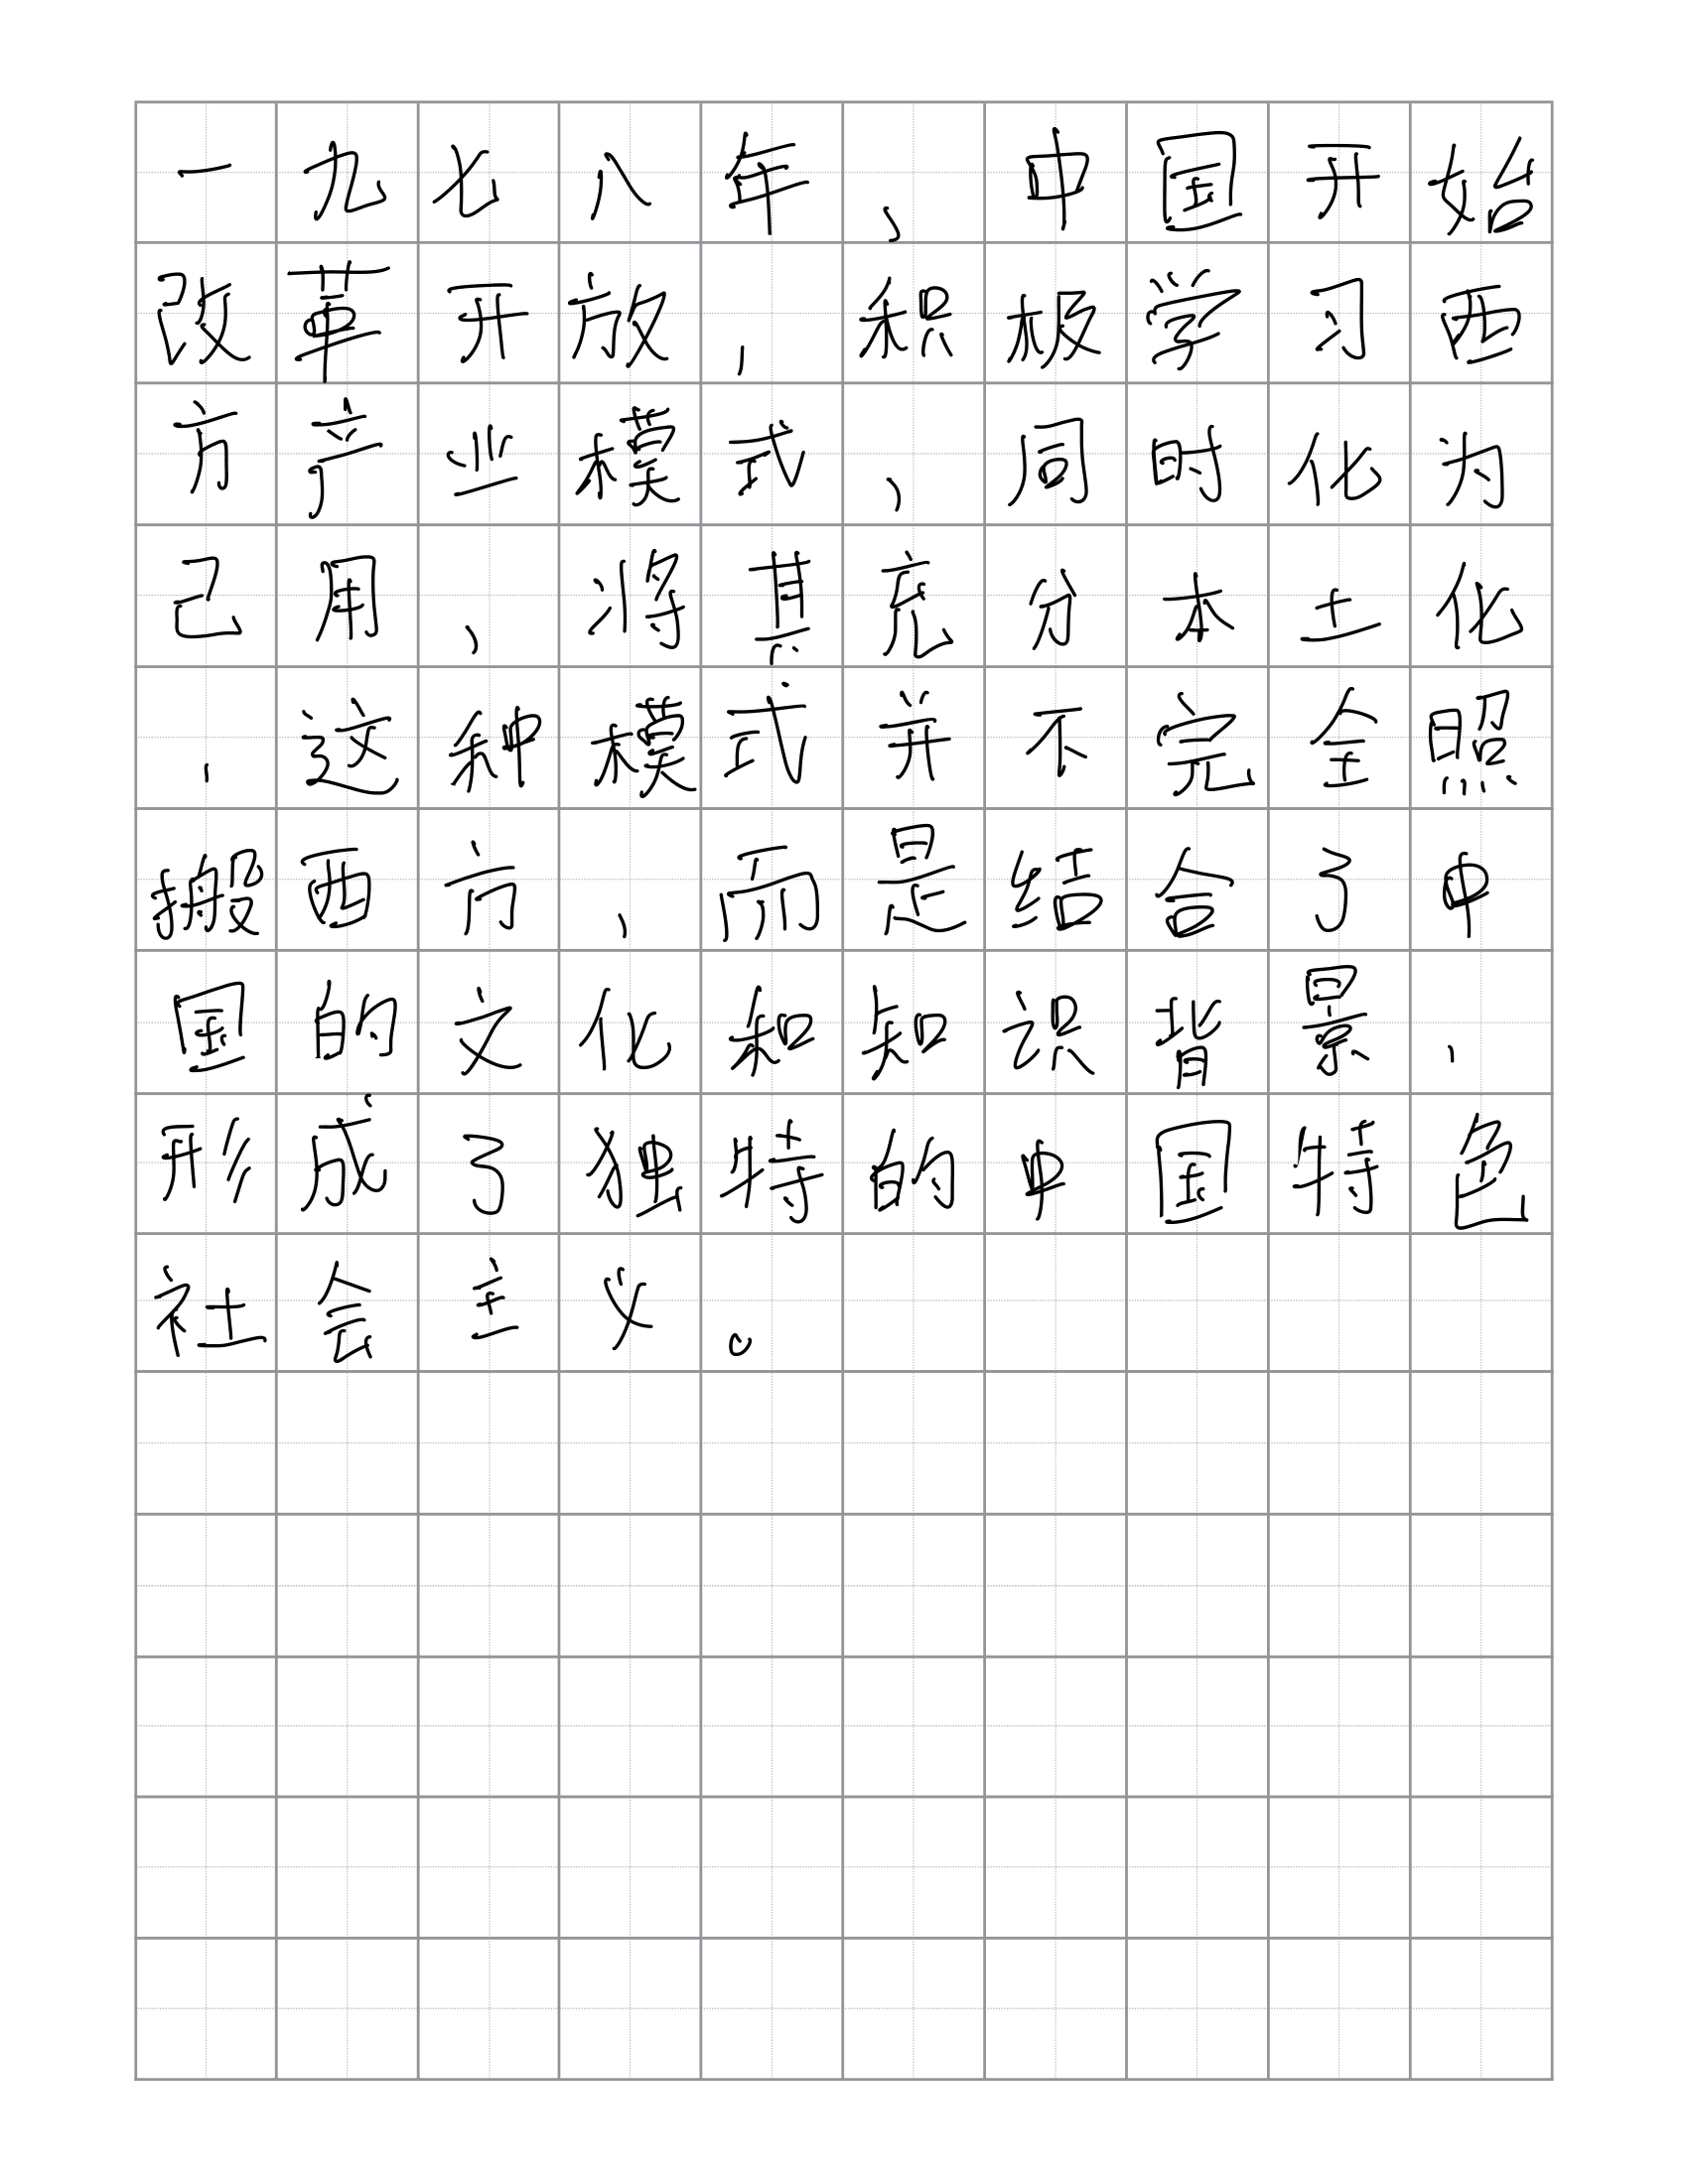 一九七八年，中国开始
改革开放，积极学习西
方产业模式，同时化为
己用，将其充分本土化
，这种模式并不完全照
搬西方，而是结合了中
国的文化和知识背景，
形成了独特的中国特色
社会主义。